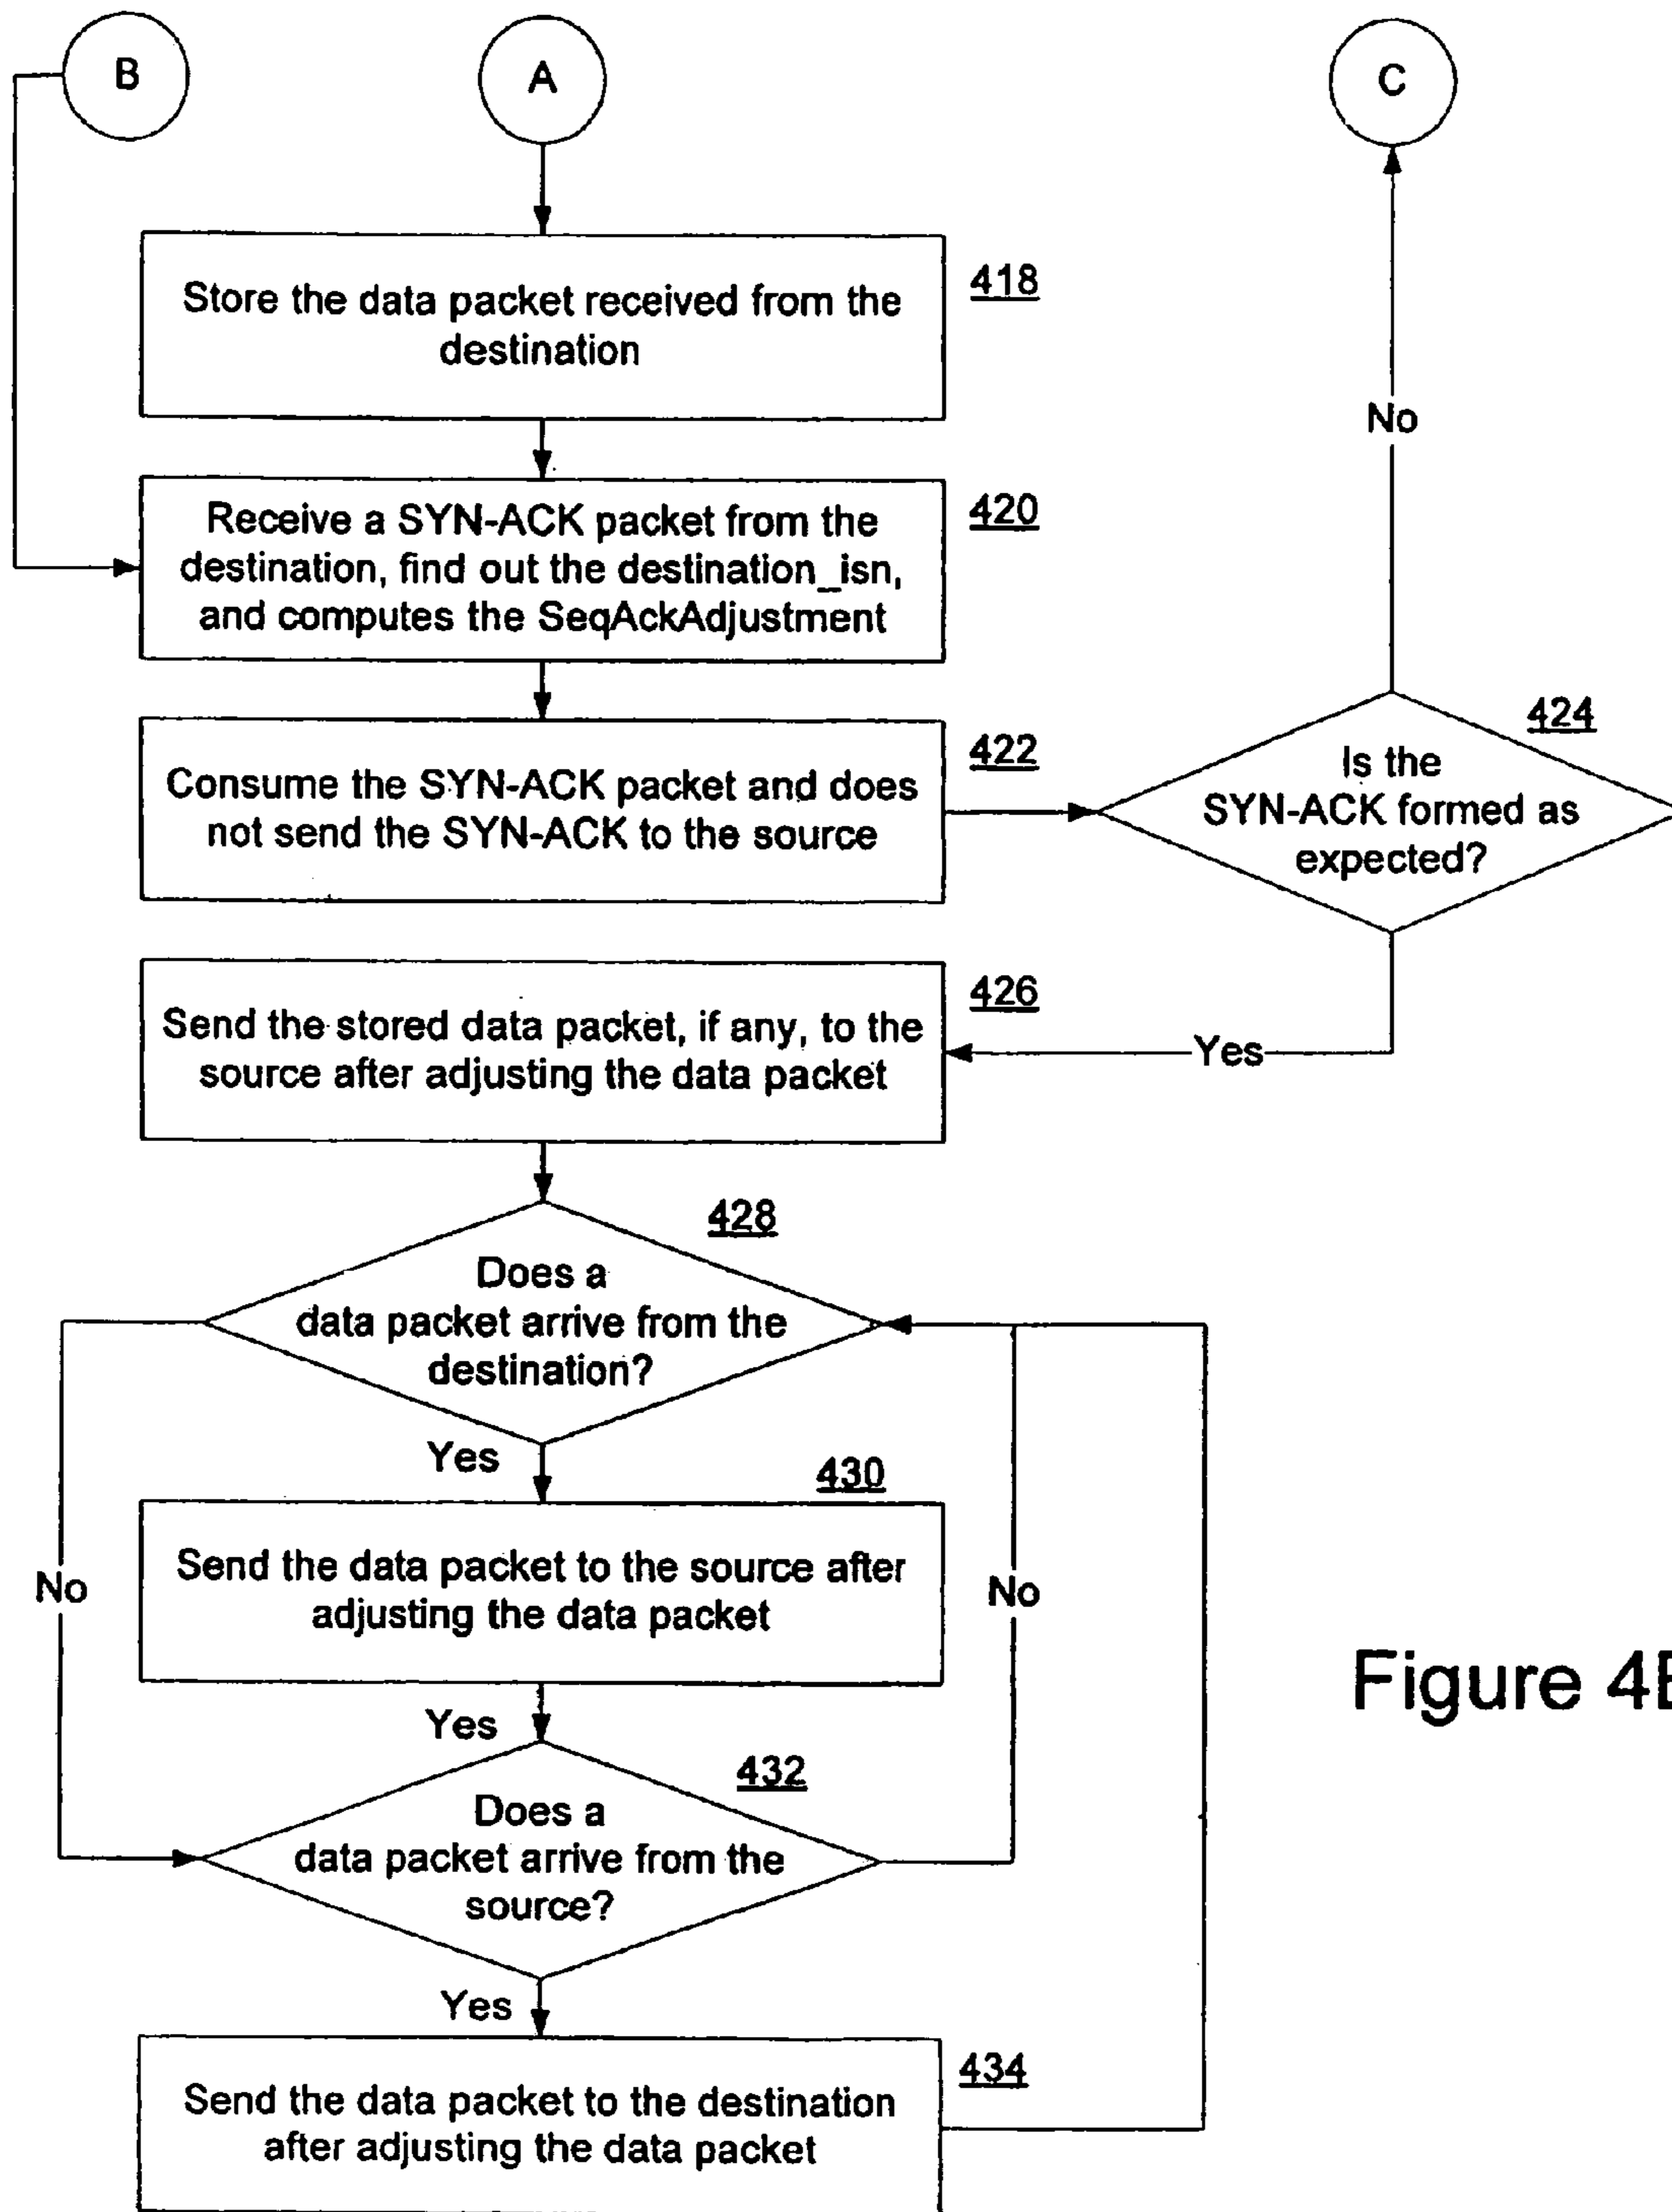 B
A
C
Store the data packet received from the
destination
418
No
Receive a SYN-ACK packet from the
destination, find out the destination_isn,
and computes the SeqAckAdjustment
420
Consume the SYN-ACK packet and does
not send the SYN-ACK to the source
422
424
Is the
SYN-ACK formed as
expected?
Send the stored data packet, if any, to the
source after adjusting the data packet
426
Yes
428
Does a
data packet arrive from the
destination?
Yes
430
Send the data packet to the source after
adjusting the data packet
No
No
Figure 4B
Yes
432
Does a
data packet arrive from the
source?
Yes
434
Send the data packet to the destination
after adjusting the data packet